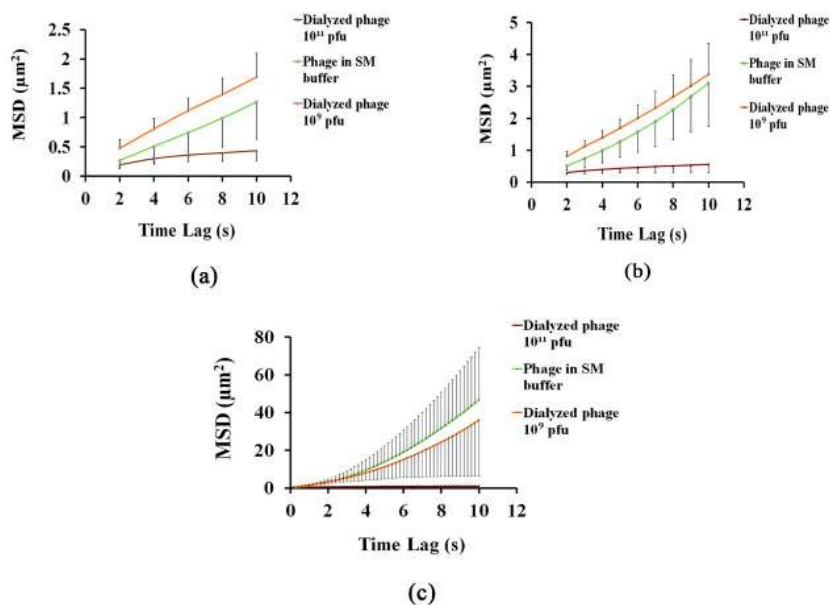 2.5
2
1.5
1
0.5
0
0 2 4 6 8 10 12
MSD (µm²)
Time Lag (s)
Dialyzed phage
10¹¹ pfu
Phage in SM
buffer
Dialyzed phage
10⁹ pfu
(a)
5
4
3
2
1
0
0 2 4 6 8 10 12
MSD (µm²)
Time Lag (s)
Dialyzed phage
10¹¹ pfu
Phage in SM
buffer
Dialyzed phage
10⁹ pfu
(b)
80
60
40
20
0
0 2 4 6 8 10 12
MSD (µm²)
Time Lag (s)
Dialyzed phage
10¹¹ pfu
Phage in SM
buffer
Dialyzed phage
10⁹ pfu
(c)